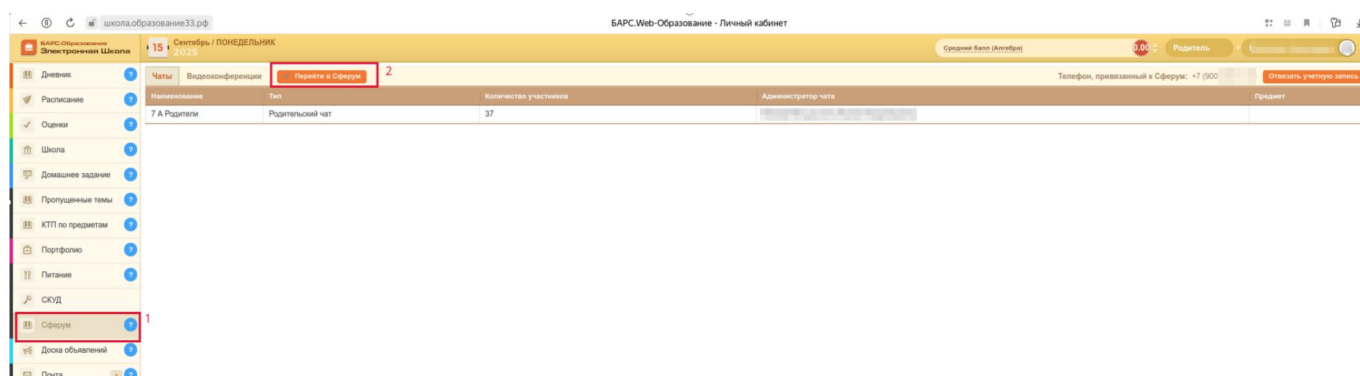 школа.образование33.рф
БАРС.Web-Образование - Личный кабинет
БАРС.Образование
Электронная Школа
15
Сентябрь / ПОНЕДЕЛЬНИК
2025
Средний балл (Алгебра)
0.00
Родитель
Дневник ?
Расписание ?
Оценки ?
Школа ?
Домашнее задание ?
Пропущенные темы ?
КТП по предметам ?
Портфолио ?
Питание ?
СКУД
Сферум ? 1
Доска объявлений ?
Почта ?
Чаты Видеоконференции Перейти в Сферум 2
Телефон, привязанный к Сферум: +7 (900
Отвязать учетную запись
Наименование Тип Количество участников Администратор чата Предмет
7 А Родители Родительский чат 37